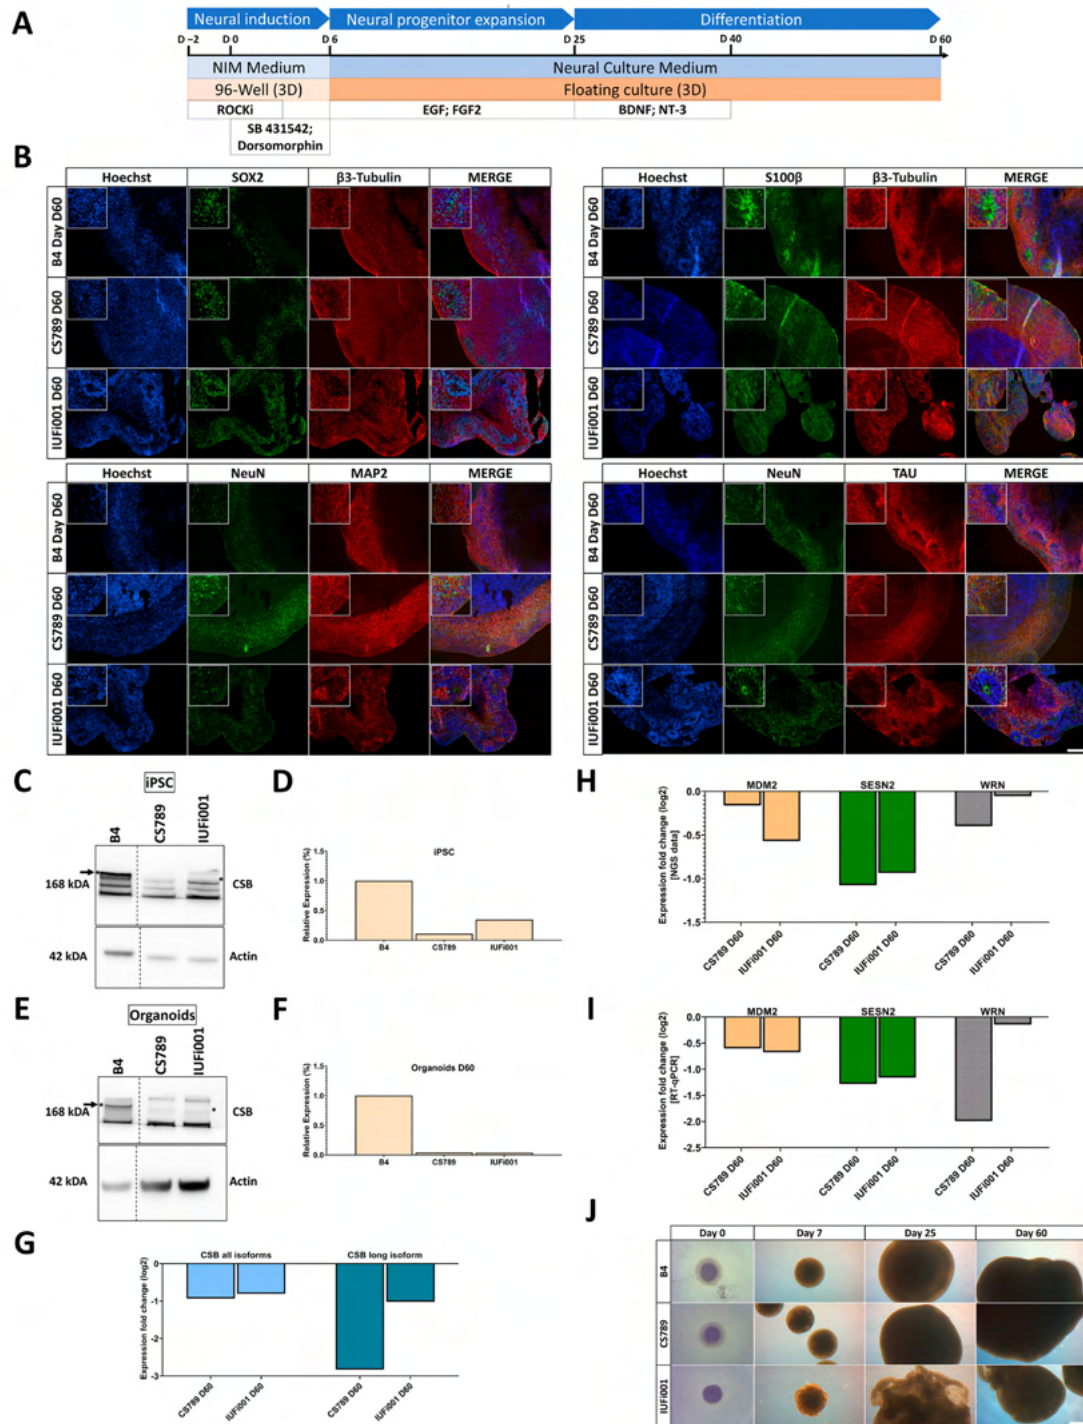 A
Neural induction Neural progenitor expansion Differentiation
D −2 D 0 D 6 D 25 D 40 D 60
NIM Medium Neural Culture Medium
96-Well (3D) Floating culture (3D)
ROCKi EGF; FGF2 BDNF; NT-3
SB 431542;
Dorsomorphin
B
Hoechst SOX2 β3-Tubulin MERGE
B4 Day D60
CS789 D60
IUFi001 D60
Hoechst S100β β3-Tubulin MERGE
B4 Day D60
CS789 D60
IUFi001 D60
Hoechst NeuN MAP2 MERGE
B4 Day D60
CS789 D60
IUFi001 D60
Hoechst NeuN TAU MERGE
B4 Day D60
CS789 D60
IUFi001 D60
C
iPSC
B4 CS789 IUFi001
168 kDA CSB
42 kDA Actin
D
iPSC
Relative Expression (%)
1.5
1.0
0.5
0.0
B4 CS789 IUFi001
E
Organoids
B4 CS789 IUFi001
168 kDA CSB
42 kDA Actin
F
Organoids D60
Relative Expression (%)
1.5
1.0
0.5
0.0
B4 CS789 IUFi001
G
CSB all isoforms CSB long isoform
Expression fold change (log2)
0
-1
-2
-3
CS789 D60 IUFi001 D60 CS789 D60 IUFi001 D60
H
MDM2 SESN2 WRN
Expression fold change (log2)
[NGS data]
0.0
-0.5
-1.0
-1.5
CS789 D60 IUFi001 D60 CS789 D60 IUFi001 D60 CS789 D60 IUFi001 D60
I
MDM2 SESN2 WRN
Expression fold change (log2)
[RT-qPCR]
0.0
-0.5
-1.0
-1.5
-2.0
-2.5
CS789 D60 IUFi001 D60 CS789 D60 IUFi001 D60 CS789 D60 IUFi001 D60
J
Day 0 Day 7 Day 25 Day 60
B4
CS789
IUFi001